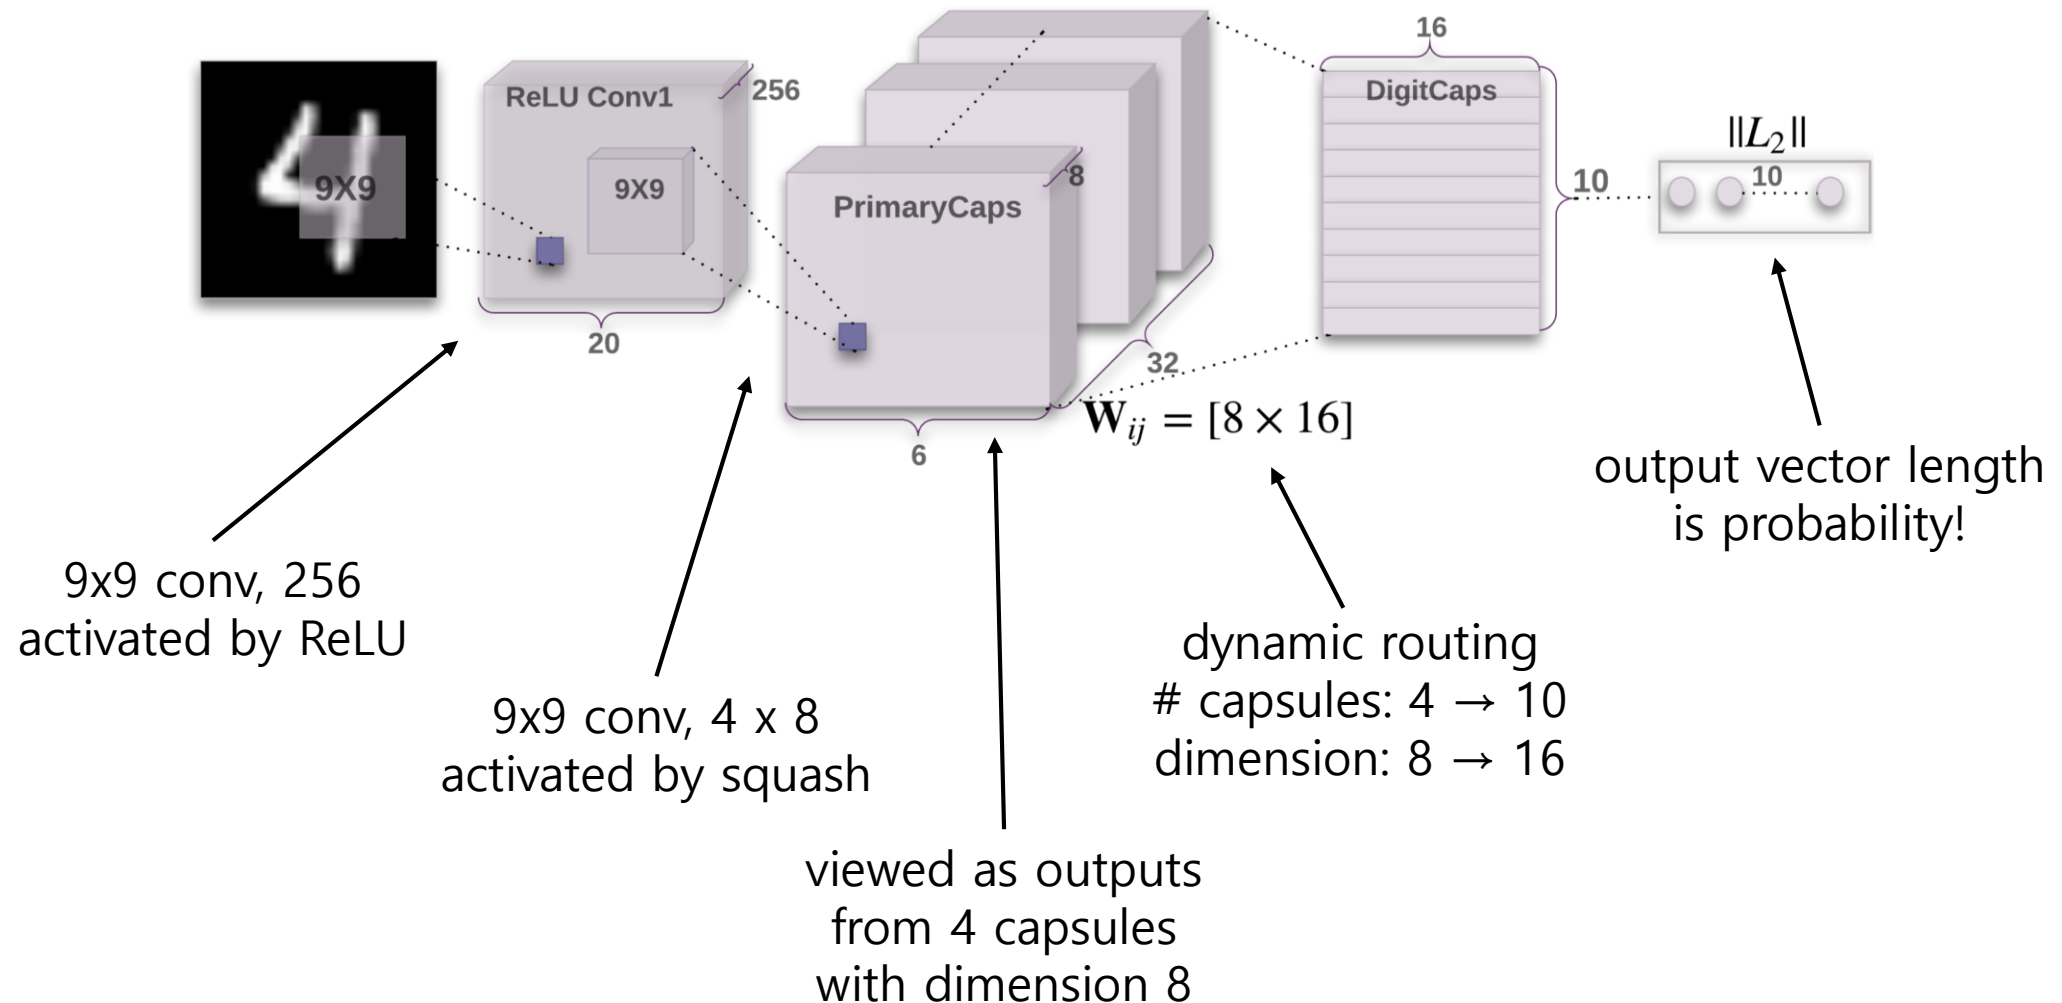 16
256
ReLU Conv1
DigitCaps
||L₂||
8
10
10
9X9
9X9
PrimaryCaps
20
32
W_ij = [8 × 16]
6
output vector length
is probability!
9x9 conv, 256
activated by ReLU
dynamic routing
# capsules: 4 → 10
dimension: 8 → 16
9x9 conv, 4 x 8
activated by squash
viewed as outputs
from 4 capsules
with dimension 8